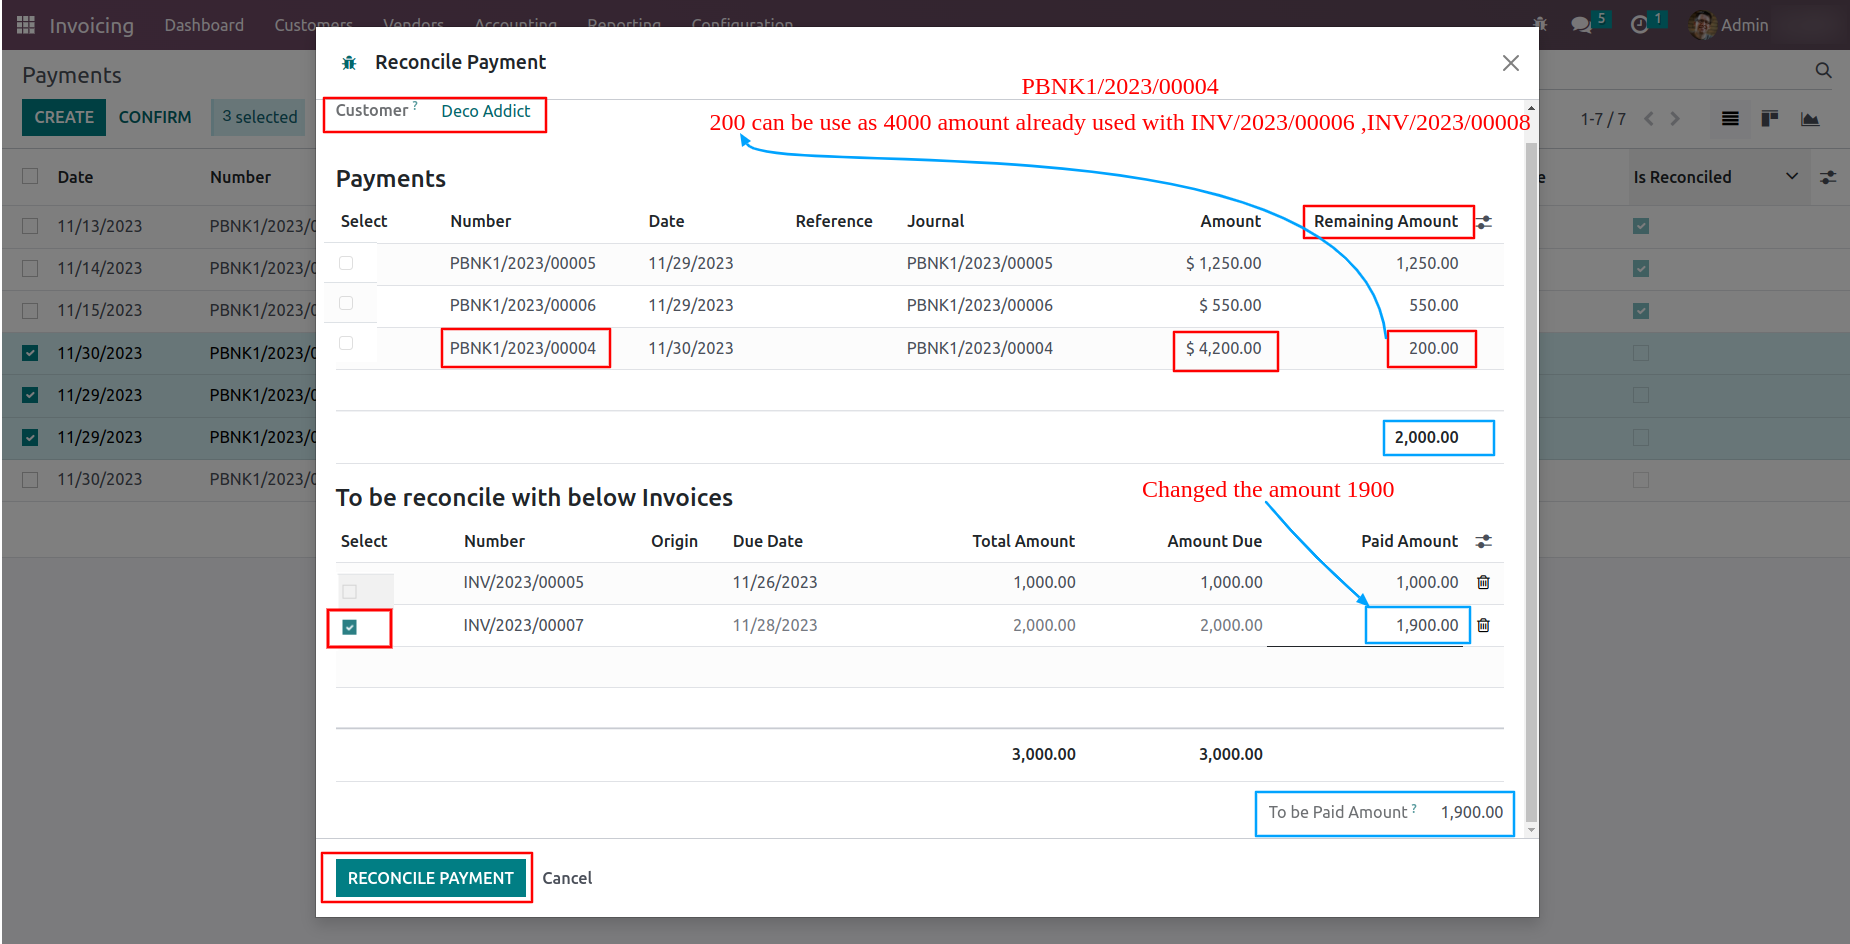 Invoicing Dashboard Customers Vendors Accounting Reporting Configuration 5 1 Admin
Payments
Reconcile Payment
PBNK1/2023/00004
CREATE CONFIRM 3 selected
Customer ? Deco Addict
200 can be use as 4000 amount already used with INV/2023/00006 ,INV/2023/00008
1-7 / 7
Date Number
Is Reconciled
Payments
Select Number Date Reference Journal Amount Remaining Amount
11/13/2023 PBNK1/2023/0
PBNK1/2023/00005 11/29/2023 PBNK1/2023/00005 $ 1,250.00 1,250.00
11/14/2023 PBNK1/2023/0
PBNK1/2023/00006 11/29/2023 PBNK1/2023/00006 $ 550.00 550.00
11/15/2023 PBNK1/2023/0
PBNK1/2023/00004 11/30/2023 PBNK1/2023/00004 $ 4,200.00 200.00
11/30/2023 PBNK1/2023/0
11/29/2023 PBNK1/2023/0
11/29/2023 PBNK1/2023/0
2,000.00
11/30/2023 PBNK1/2023/0
To be reconcile with below Invoices
Changed the amount 1900
Select Number Origin Due Date Total Amount Amount Due Paid Amount
INV/2023/00005 11/26/2023 1,000.00 1,000.00 1,000.00
INV/2023/00007 11/28/2023 2,000.00 2,000.00 1,900.00
3,000.00 3,000.00
To be Paid Amount ? 1,900.00
RECONCILE PAYMENT Cancel